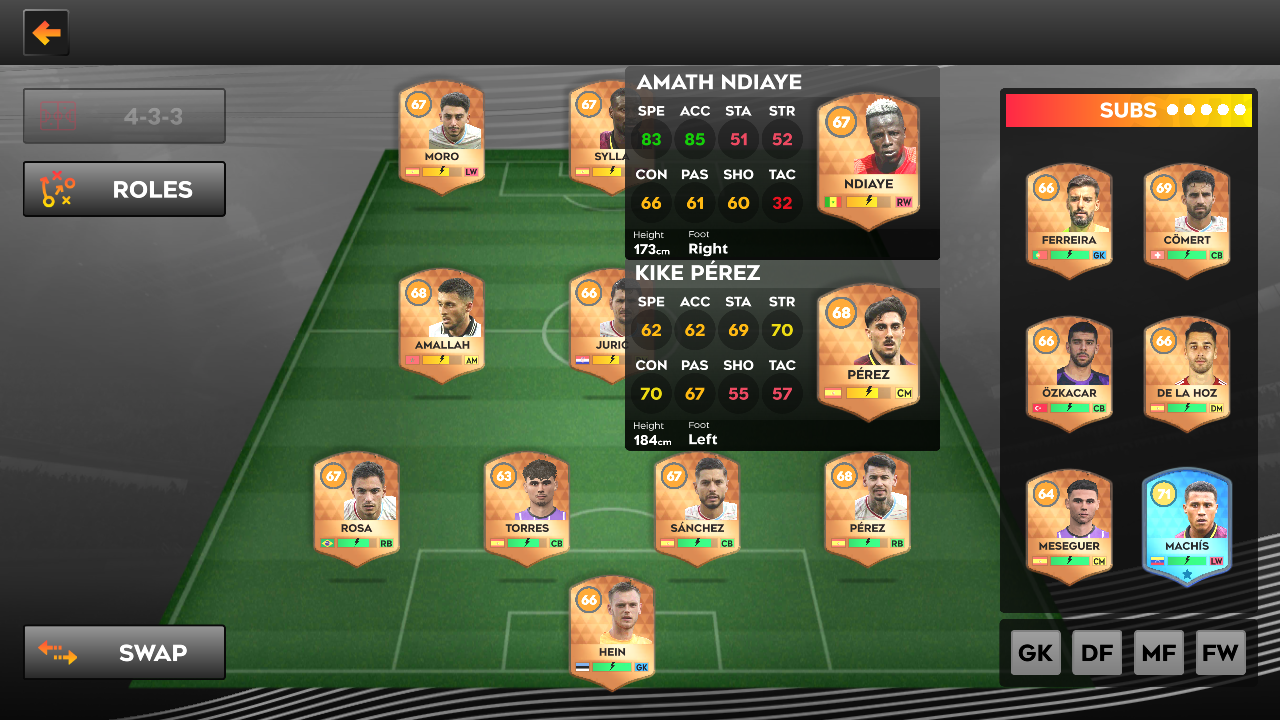 4-3-3
ROLES
SWAP
67
MORO
LW
67
SYLLA
68
AMALLAH
AM
66
JURIC
67
ROSA
RB
63
TORRES
CB
67
SÁNCHEZ
CB
68
PÉREZ
RB
66
HEIN
GK
AMATH NDIAYE
SPE ACC STA STR
83 85 51 52
CON PAS SHO TAC
66 61 60 32
Height Foot
173cm Right
67
NDIAYE
RW
KIKE PÉREZ
SPE ACC STA STR
62 62 69 70
CON PAS SHO TAC
70 67 55 57
Height Foot
184cm Left
68
PÉREZ
CM
SUBS
66
FERREIRA
GK
69
CÖMERT
CB
66
ÖZKACAR
CB
66
DE LA HOZ
DM
64
MESEGUER
CM
71
MACHÍS
LW
GK DF MF FW